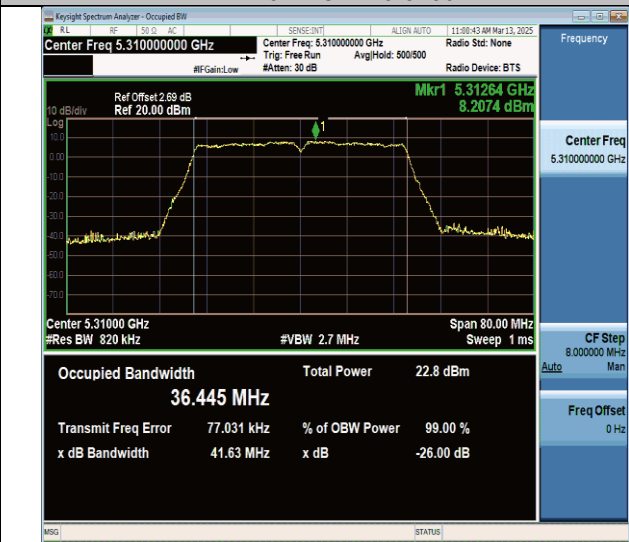 Keysight Spectrum Analyzer - Occupied BW
RL RF 50 Ω AC SENSE:INT ALIGN AUTO 11:08:43 AM Mar 13, 2025
Center Freq 5.310000000 GHz
Center Freq: 5.310000000 GHz
Radio Std: None
Trig: Free Run Avg|Hold: 500/500
#IFGain:Low #Atten: 30 dB Radio Device: BTS
Frequency
Mkr1 5.31264 GHz
8.2074 dBm
Ref Offset 2.69 dB
10 dB/div Ref 20.00 dBm
Log
1
10.0
0.00
-10.0
-20.0
-30.0
-40.0
-50.0
-60.0
-70.0
Center 5.31000 GHz Span 80.00 MHz
#Res BW 820 kHz #VBW 2.7 MHz Sweep 1 ms
Occupied Bandwidth Total Power 22.8 dBm
36.445 MHz
Transmit Freq Error 77.031 kHz % of OBW Power 99.00 %
x dB Bandwidth 41.63 MHz x dB -26.00 dB
Center Freq
5.310000000 GHz
CF Step
8.000000 MHz
Auto Man
Freq Offset
0 Hz
MSG STATUS